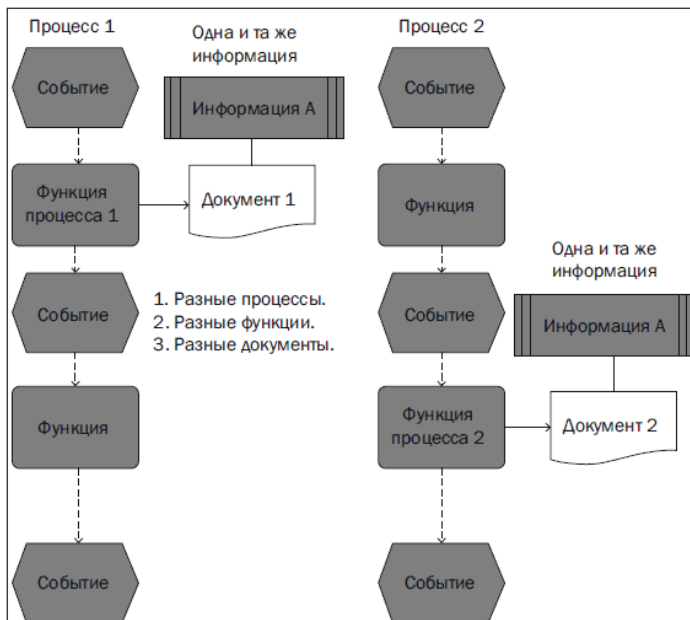 Процесс 1
Одна и та же
информация
Процесс 2
Событие
Информация А
Событие
Функция
процесса 1
Документ 1
Функция
Одна и та же
информация
Событие
1. Разные процессы.
2. Разные функции.
3. Разные документы.
Событие
Информация А
Функция
Функция
процесса 2
Документ 2
Событие
Событие